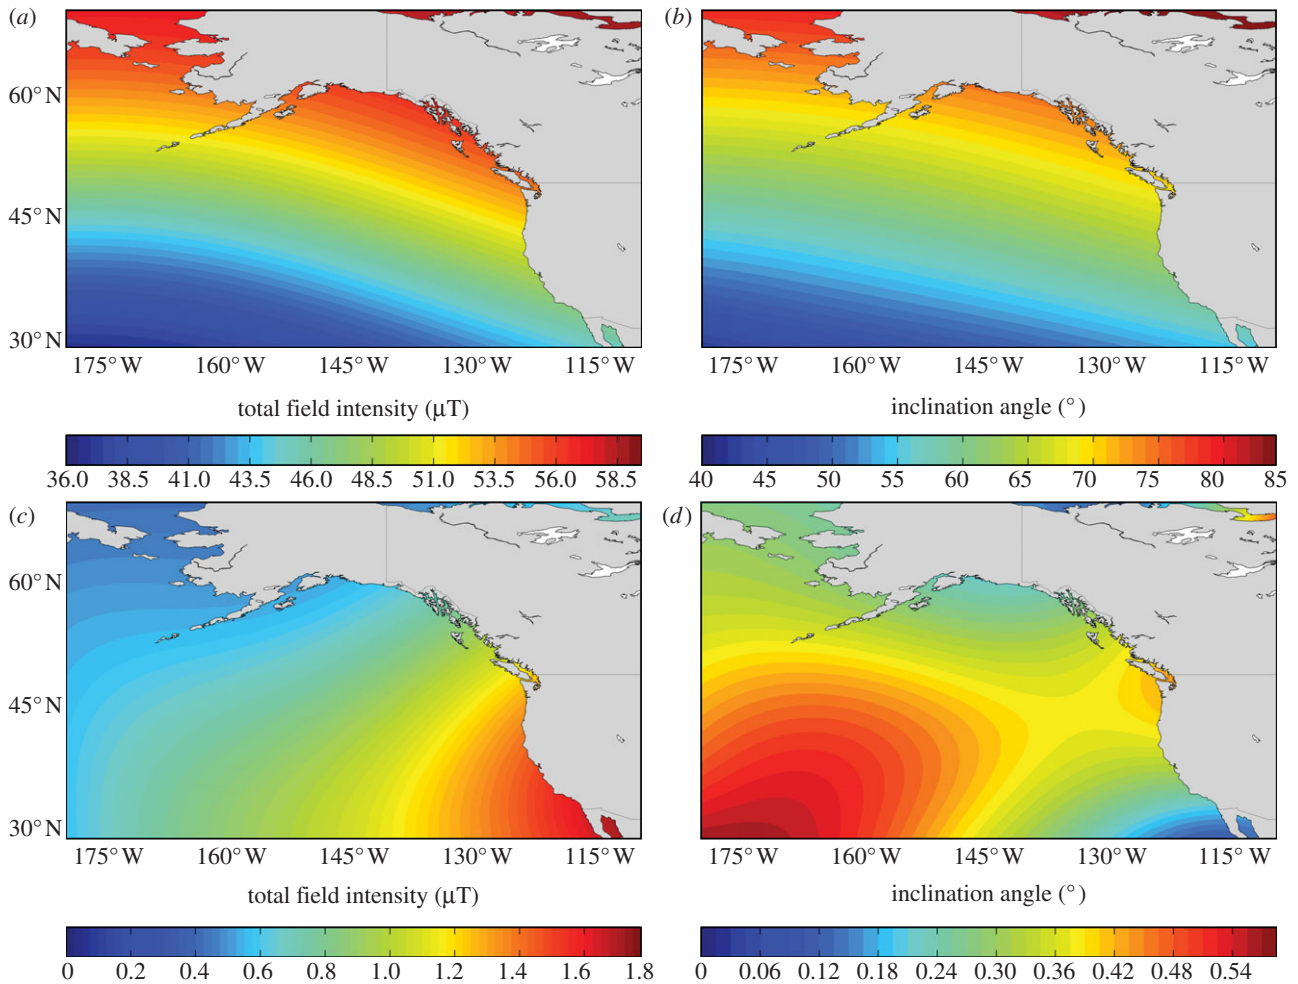 (a) (b)
60°N
45°N
30°N
175°W 160°W 145°W 130°W 115°W 175°W 160°W 145°W 130°W 115°W
total field intensity (μT) inclination angle (°)
36.0 38.5 41.0 43.5 46.0 48.5 51.0 53.5 56.0 58.5 40 45 50 55 60 65 70 75 80 85
(c) (d)
60°N
45°N
30°N
175°W 160°W 145°W 130°W 115°W 175°W 160°W 145°W 130°W 115°W
total field intensity (μT) inclination angle (°)
0 0.2 0.4 0.6 0.8 1.0 1.2 1.4 1.6 1.8 0 0.06 0.12 0.18 0.24 0.30 0.36 0.42 0.48 0.54